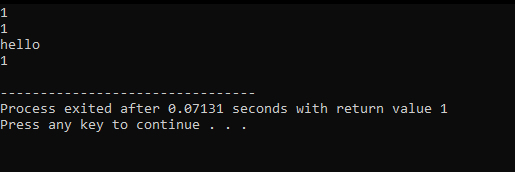 1
1
hello
1
--------------------------------
Process exited after 0.07131 seconds with return value 1
Press any key to continue . . .